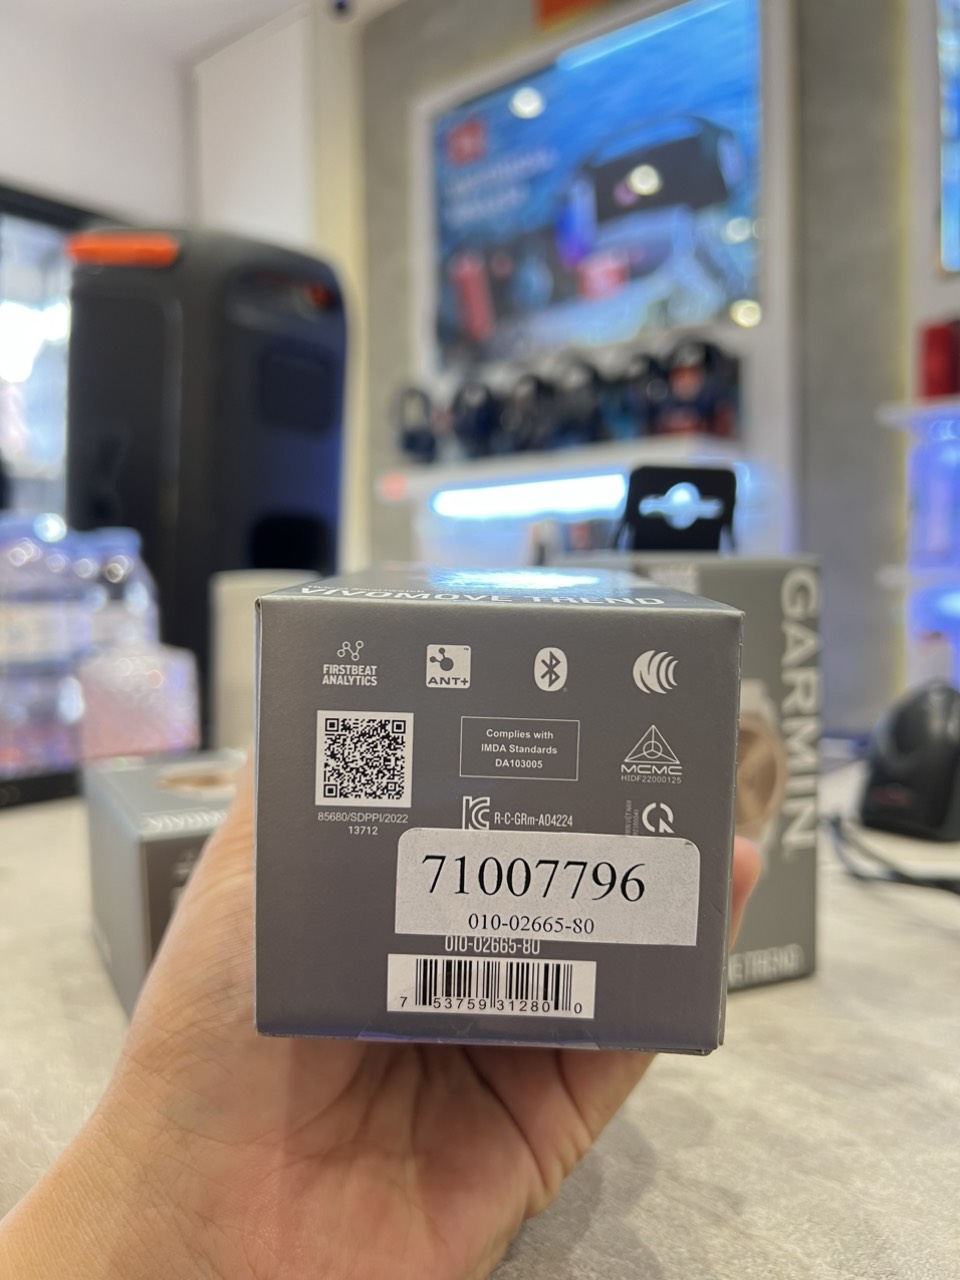 VIVOMOVE TREND
FIRSTBEAT
ANALYTICS
ANT+
Complies with
IMDA Standards
DA103005
MCMC
HIDF22000125
85680/SDPPI/2022
13712
R-C-GRm-A04224
71007796
010-02665-80
010-02665-80
7 53759 31280 0
GARMIN